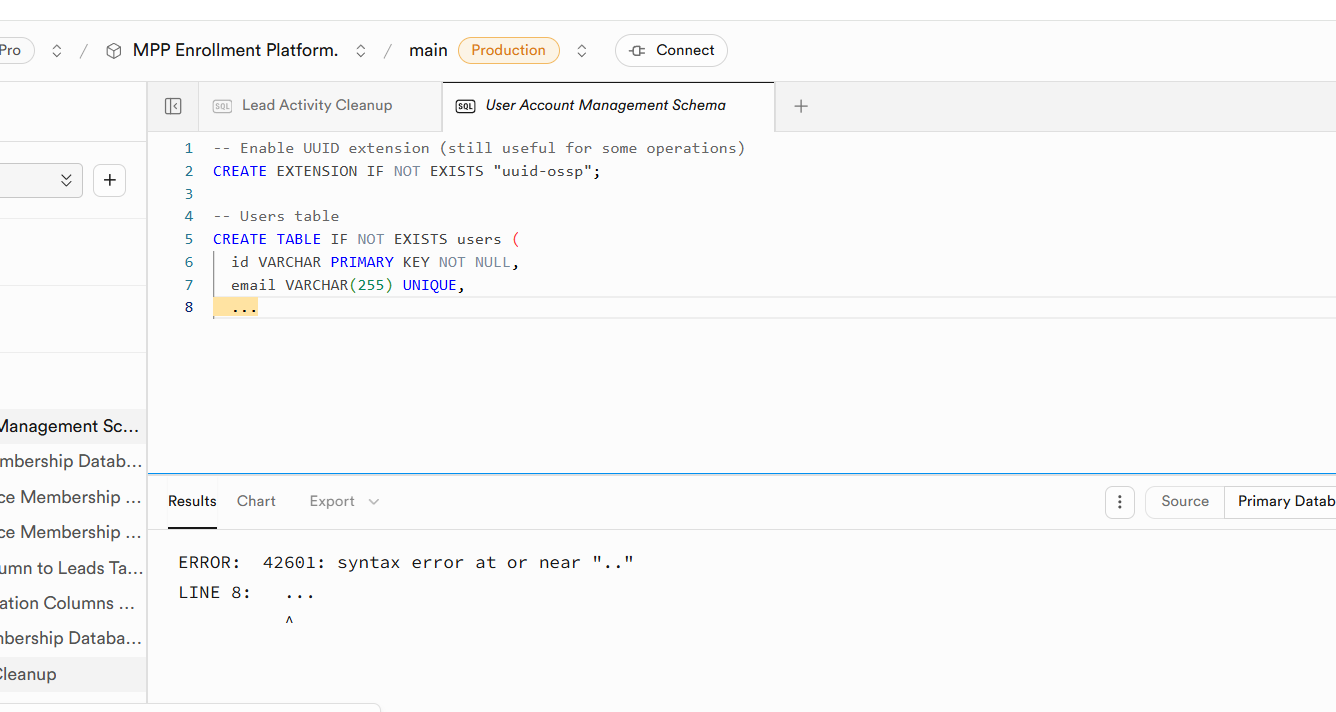 Pro / MPP Enrollment Platform. / main Production Connect
SQL Lead Activity Cleanup SQL User Account Management Schema +
1 -- Enable UUID extension (still useful for some operations)
2 CREATE EXTENSION IF NOT EXISTS "uuid-ossp";
3
4 -- Users table
5 CREATE TABLE IF NOT EXISTS users (
6 id VARCHAR PRIMARY KEY NOT NULL,
7 email VARCHAR(255) UNIQUE,
8 ...
+
Management Sc...
mbership Datab...
ce Membership ...
ce Membership ...
umn to Leads Ta...
ation Columns ...
mbership Databa...
Cleanup
Results Chart Export Source Primary Datab
ERROR: 42601: syntax error at or near ".."
LINE 8: ...
^